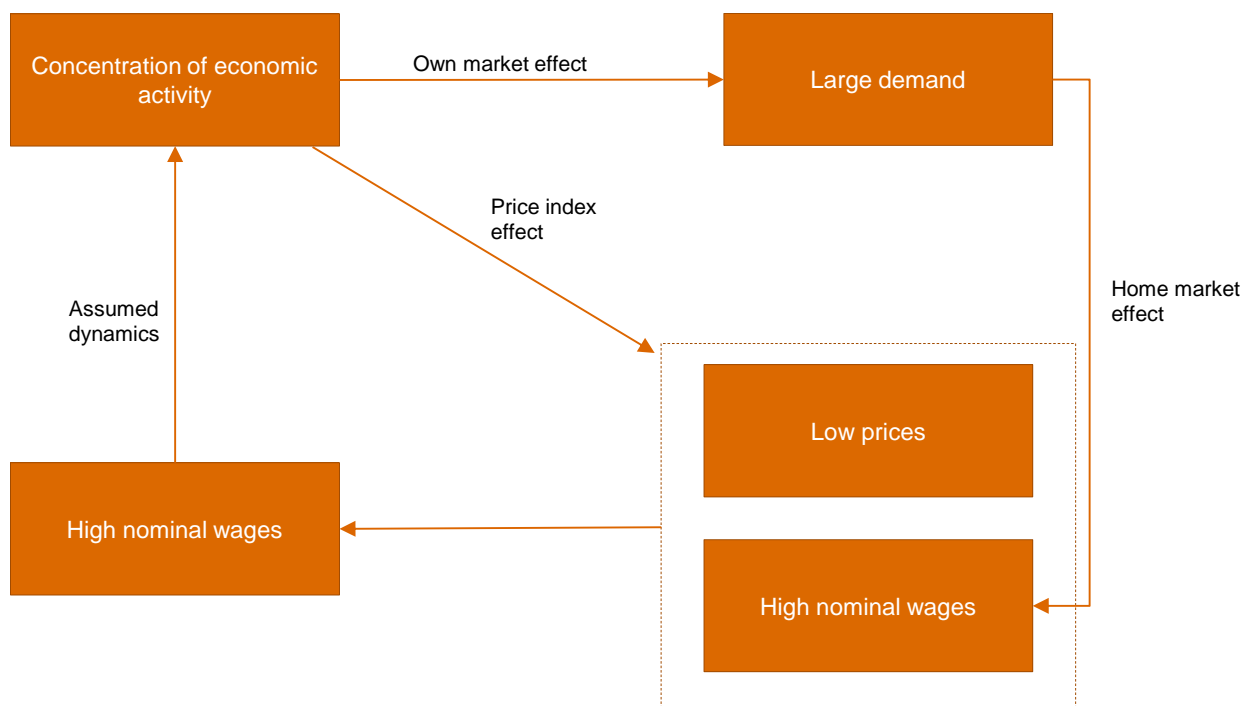 Concentration of economic
activity
Own market effect
Large demand
Price index
effect
Home market
effect
Assumed
dynamics
Low prices
High nominal wages
High nominal wages